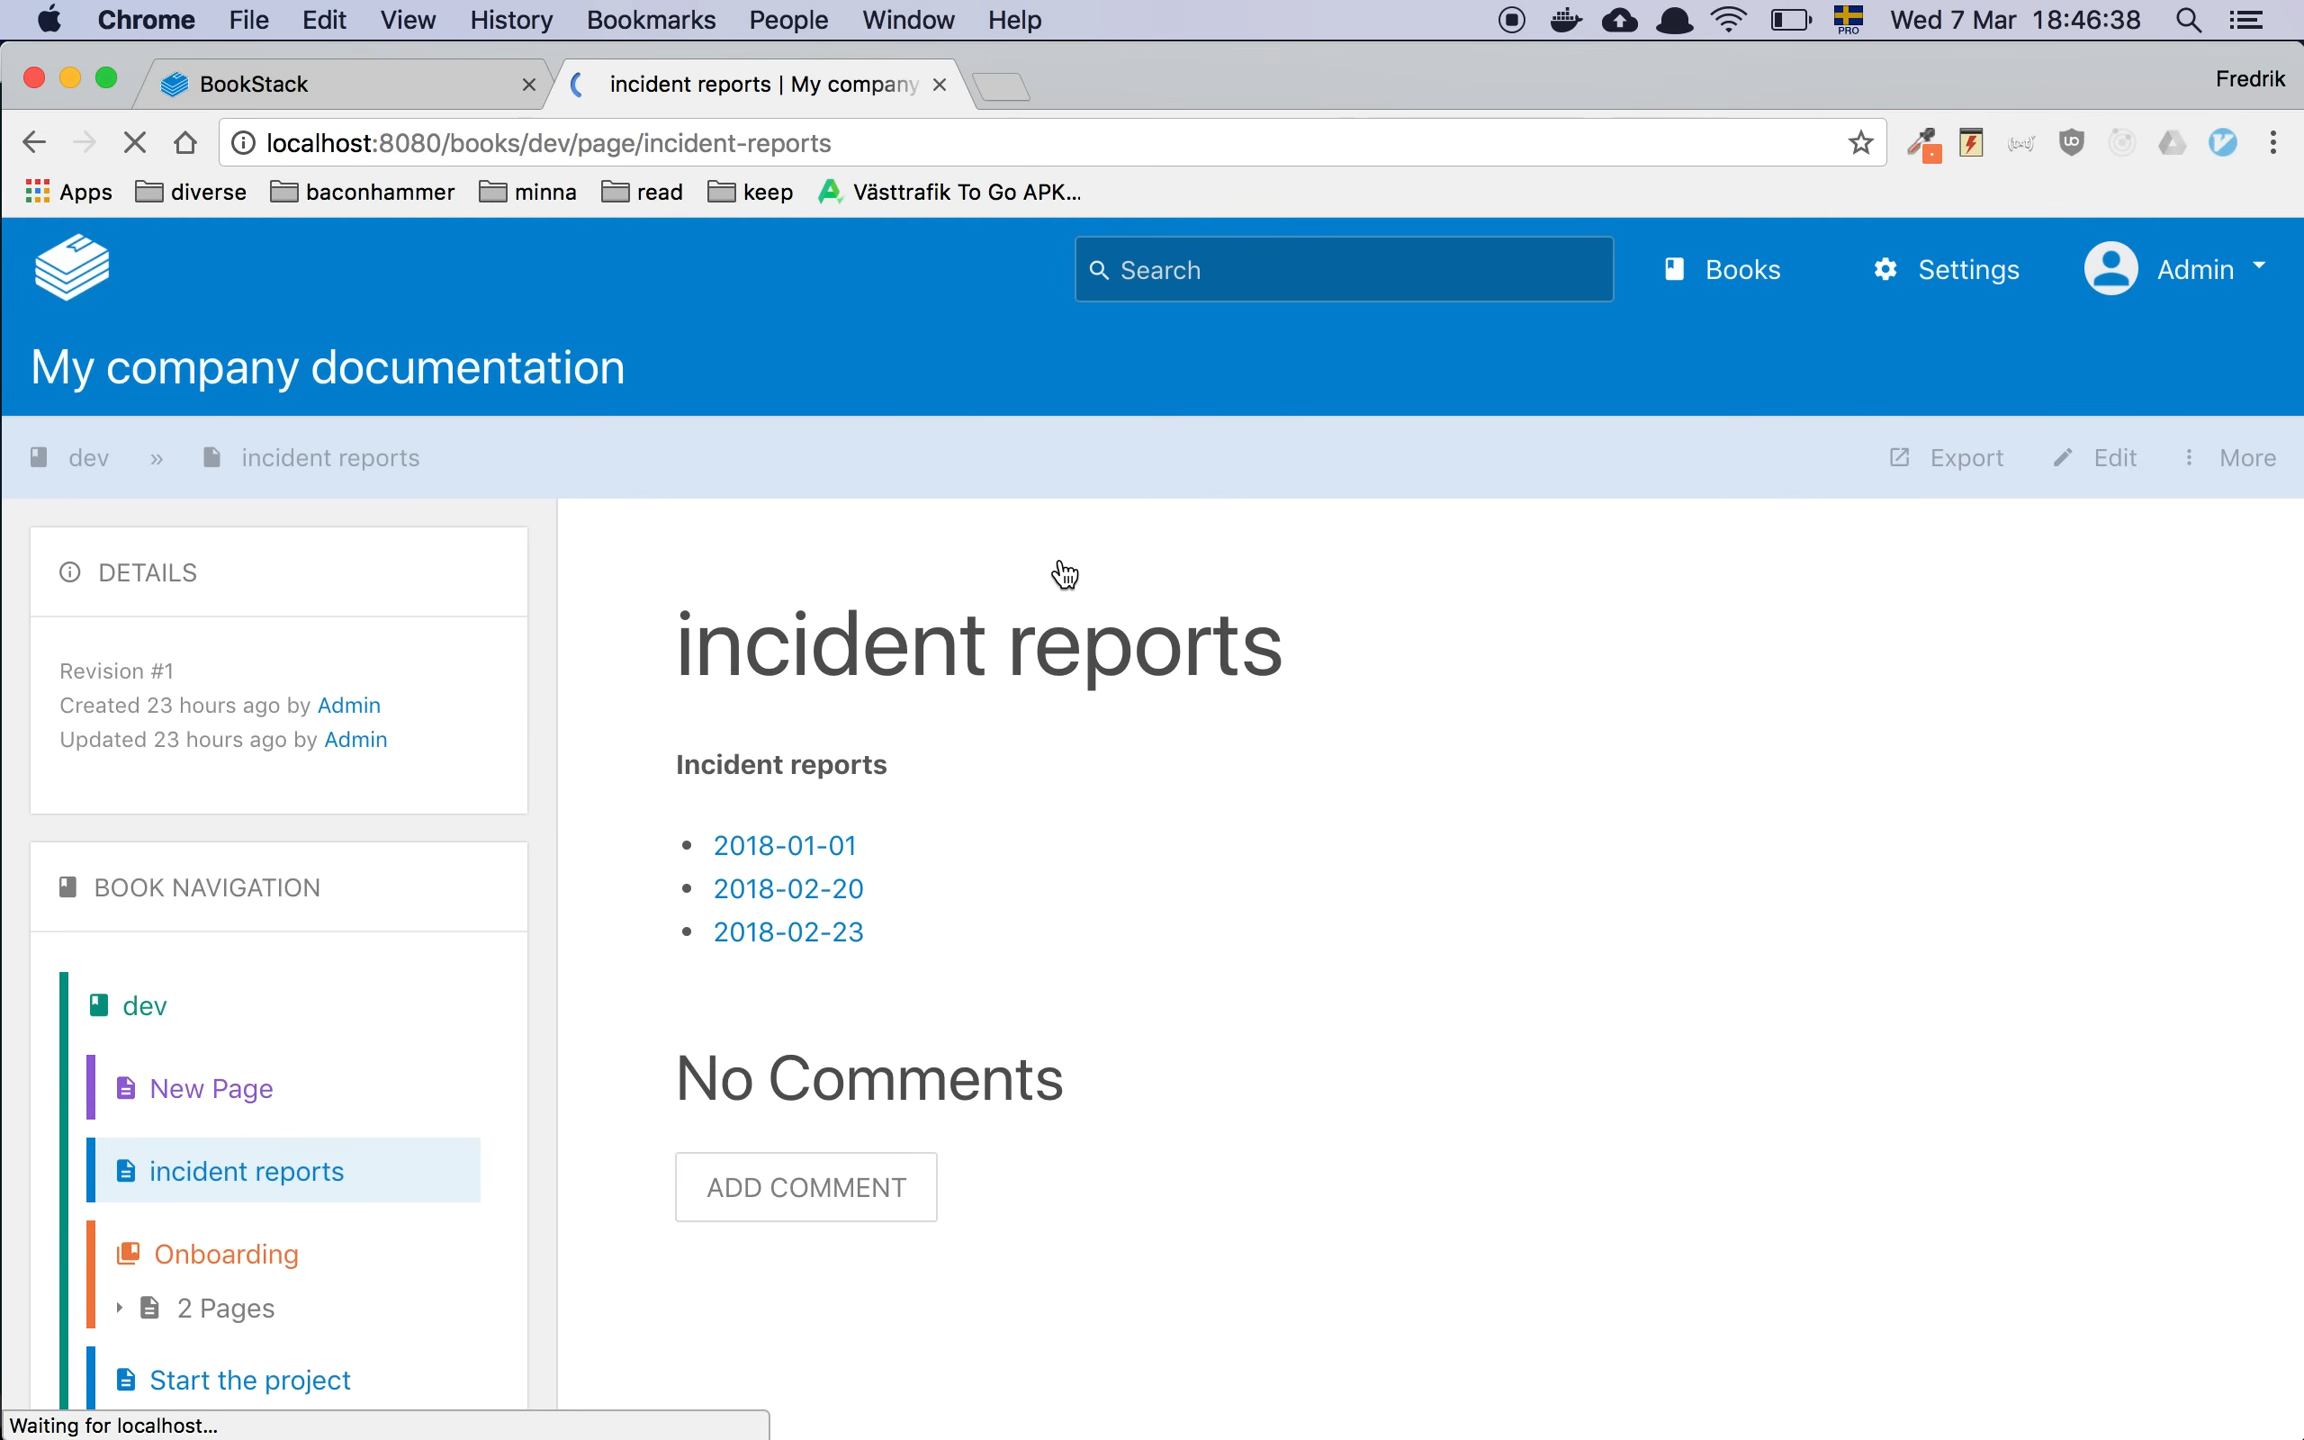 Chrome File Edit View History Bookmarks People Window Help PRO Wed 7 Mar 18:46:38
BookStack incident reports | My company Fredrik
localhost:8080/books/dev/page/incident-reports
Apps diverse baconhammer minna read keep Västtrafik To Go APK...
Search Books Settings Admin
My company documentation
dev » incident reports Export Edit More
DETAILS
Revision #1
Created 23 hours ago by Admin
Updated 23 hours ago by Admin
BOOK NAVIGATION
dev
New Page
incident reports
Onboarding
2 Pages
Start the project
incident reports
Incident reports
• 2018-01-01
• 2018-02-20
• 2018-02-23
No Comments
ADD COMMENT
Waiting for localhost...